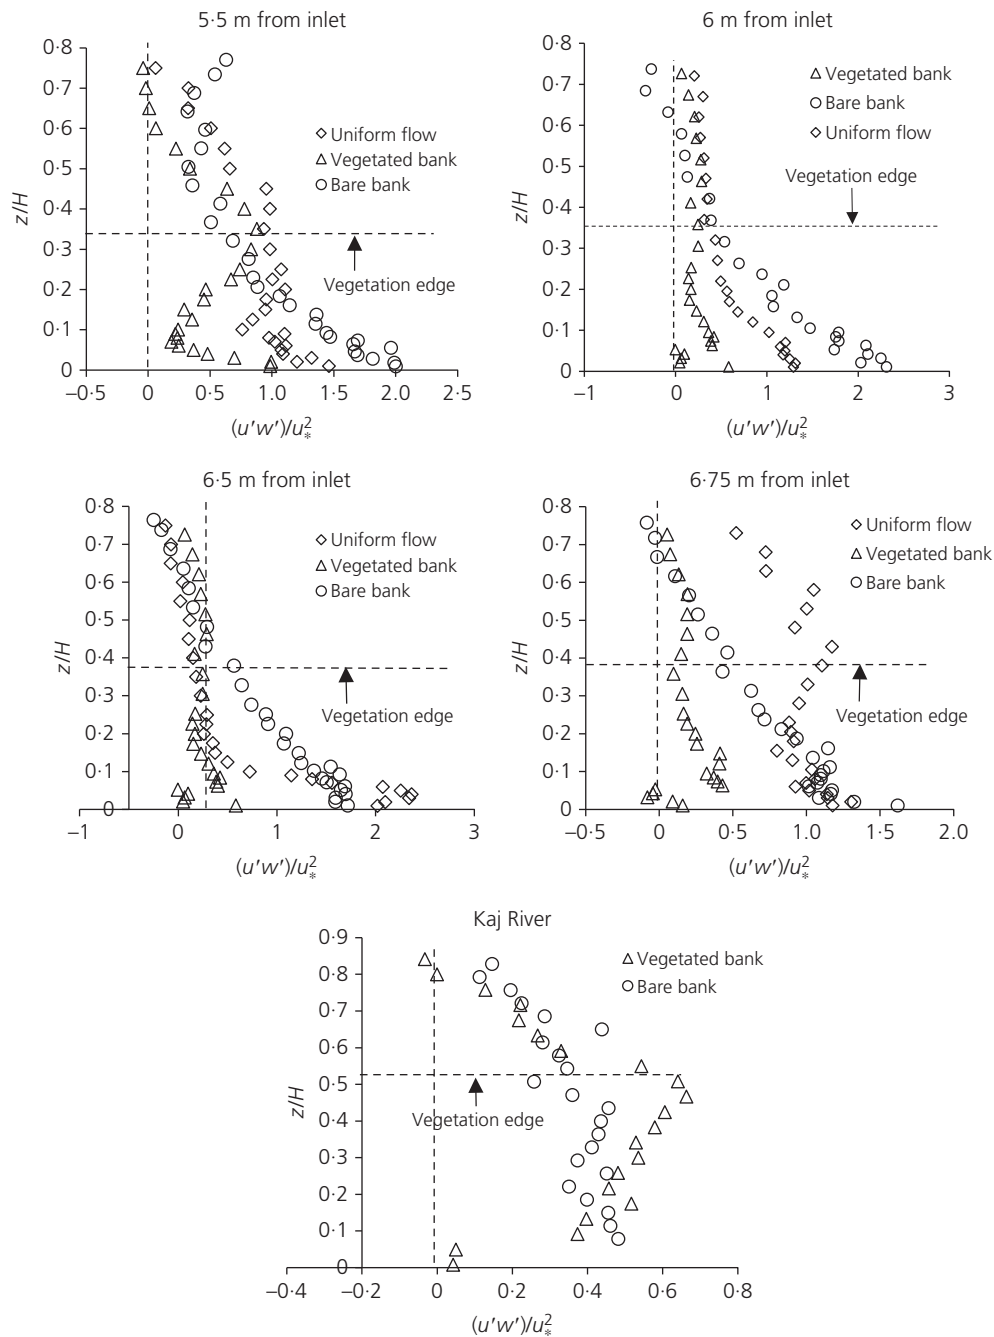 5·5 m from inlet
0·8
0·7
0·6
0·5
0·4
0·3
0·2
0·1
0
z/H
Uniform flow
Vegetated bank
Bare bank
Vegetation edge
−0·5 0 0·5 1·0 1·5 2·0 2·5
(u′w′)/u²*
6 m from inlet
0·8
0·7
0·6
0·5
0·4
0·3
0·2
0·1
0
z/H
Vegetated bank
Bare bank
Uniform flow
Vegetation edge
−1 0 1 2 3
(u′w′)/u²*
6·5 m from inlet
0·8
0·7
0·6
0·5
0·4
0·3
0·2
0·1
0
z/H
Uniform flow
Vegetated bank
Bare bank
Vegetation edge
−1 0 1 2 3
(u′w′)/u²*
6·75 m from inlet
0·8
0·7
0·6
0·5
0·4
0·3
0·2
0·1
0
z/H
Uniform flow
Vegetated bank
Bare bank
Vegetation edge
−0·5 0 0·5 1·0 1·5 2·0
(u′w′)/u²*
Kaj River
0·9
0·8
0·7
0·6
0·5
0·4
0·3
0·2
0·1
0
z/H
Vegetated bank
Bare bank
Vegetation edge
−0·4 −0·2 0 0·2 0·4 0·6 0·8
(u′w′)/u²*